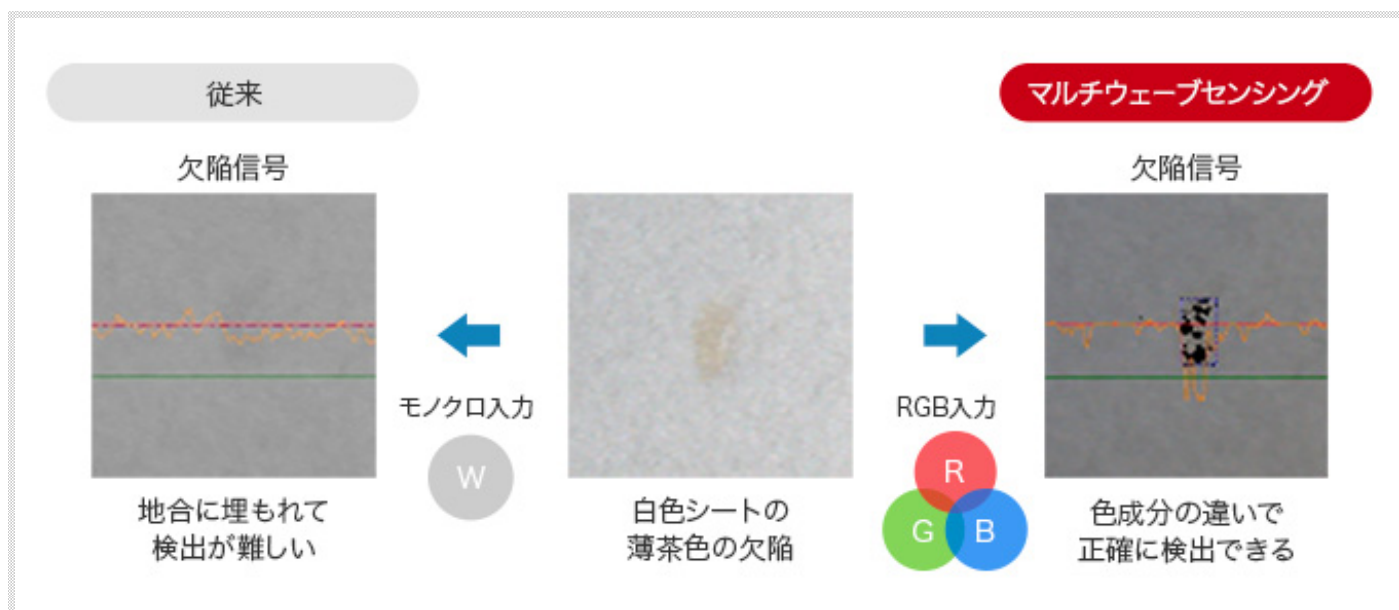 従来
マルチウェーブセンシング
欠陥信号
欠陥信号
モノクロ入力
RGB入力
W
R
G
B
地合に埋もれて
検出が難しい
白色シートの
薄茶色の欠陥
色成分の違いで
正確に検出できる